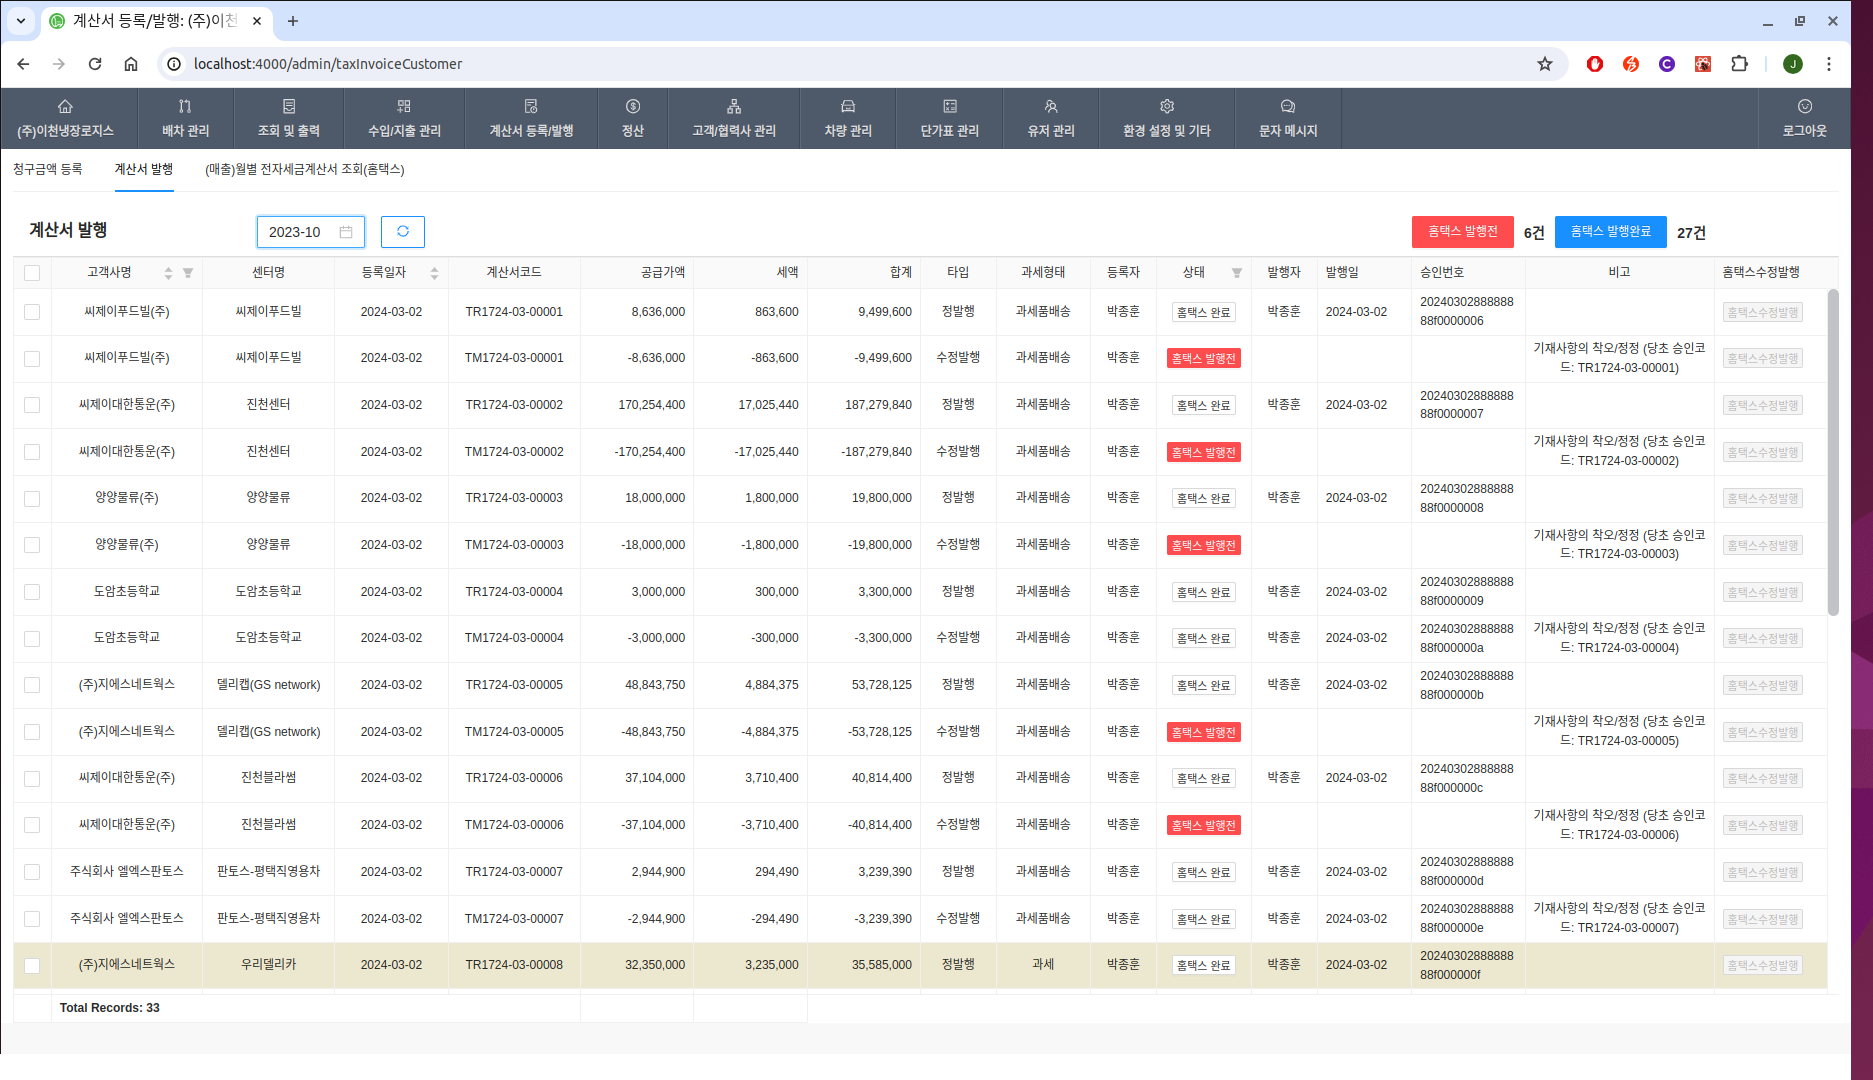 계산서 등록/발행: (주)이천
localhost:4000/admin/taxInvoiceCustomer
J
(주)이천냉장로지스 배차 관리 조회 및 출력 수입/지출 관리 계산서 등록/발행 정산 고객/협력사 관리 차량 관리 단가표 관리 유저 관리 환경 설정 및 기타 문자 메시지 로그아웃
청구금액 등록 계산서 발행 (매출)월별 전자세금계산서 조회(홈택스)
계산서 발행 2023-10 홈택스 발행전 6건 홈택스 발행완료 27건
고객사명 센터명 등록일자 계산서코드 공급가액 세액 합계 타입 과세형태 등록자 상태 발행자 발행일 승인번호 비고 홈택스수정발행
씨제이푸드빌(주) 씨제이푸드빌 2024-03-02 TR1724-03-00001 8,636,000 863,600 9,499,600 정발행 과세품배송 박종훈 홈택스 완료 박종훈 2024-03-02 20240302888888 홈택스수정발행
88f0000006
씨제이푸드빌(주) 씨제이푸드빌 2024-03-02 TM1724-03-00001 -8,636,000 -863,600 -9,499,600 수정발행 과세품배송 박종훈 홈택스 발행전 기재사항의 착오/정정 (당초 승인코 홈택스수정발행
드: TR1724-03-00001)
씨제이대한통운(주) 진천센터 2024-03-02 TR1724-03-00002 170,254,400 17,025,440 187,279,840 정발행 과세품배송 박종훈 홈택스 완료 박종훈 2024-03-02 20240302888888 홈택스수정발행
88f0000007
씨제이대한통운(주) 진천센터 2024-03-02 TM1724-03-00002 -170,254,400 -17,025,440 -187,279,840 수정발행 과세품배송 박종훈 홈택스 발행전 기재사항의 착오/정정 (당초 승인코 홈택스수정발행
드: TR1724-03-00002)
양양물류(주) 양양물류 2024-03-02 TR1724-03-00003 18,000,000 1,800,000 19,800,000 정발행 과세품배송 박종훈 홈택스 완료 박종훈 2024-03-02 20240302888888 홈택스수정발행
88f0000008
양양물류(주) 양양물류 2024-03-02 TM1724-03-00003 -18,000,000 -1,800,000 -19,800,000 수정발행 과세품배송 박종훈 홈택스 발행전 기재사항의 착오/정정 (당초 승인코 홈택스수정발행
드: TR1724-03-00003)
도암초등학교 도암초등학교 2024-03-02 TR1724-03-00004 3,000,000 300,000 3,300,000 정발행 과세품배송 박종훈 홈택스 완료 박종훈 2024-03-02 20240302888888 홈택스수정발행
88f0000009
도암초등학교 도암초등학교 2024-03-02 TM1724-03-00004 -3,000,000 -300,000 -3,300,000 수정발행 과세품배송 박종훈 홈택스 완료 박종훈 2024-03-02 20240302888888 기재사항의 착오/정정 (당초 승인코 홈택스수정발행
88f000000a 드: TR1724-03-00004)
(주)지에스네트웍스 델리캡(GS network) 2024-03-02 TR1724-03-00005 48,843,750 4,884,375 53,728,125 정발행 과세품배송 박종훈 홈택스 완료 박종훈 2024-03-02 20240302888888 홈택스수정발행
88f000000b
(주)지에스네트웍스 델리캡(GS network) 2024-03-02 TM1724-03-00005 -48,843,750 -4,884,375 -53,728,125 수정발행 과세품배송 박종훈 홈택스 발행전 기재사항의 착오/정정 (당초 승인코 홈택스수정발행
드: TR1724-03-00005)
씨제이대한통운(주) 진천블라썸 2024-03-02 TR1724-03-00006 37,104,000 3,710,400 40,814,400 정발행 과세품배송 박종훈 홈택스 완료 박종훈 2024-03-02 20240302888888 홈택스수정발행
88f000000c
씨제이대한통운(주) 진천블라썸 2024-03-02 TM1724-03-00006 -37,104,000 -3,710,400 -40,814,400 수정발행 과세품배송 박종훈 홈택스 발행전 기재사항의 착오/정정 (당초 승인코 홈택스수정발행
드: TR1724-03-00006)
주식회사 엘엑스판토스 판토스-평택직영용차 2024-03-02 TR1724-03-00007 2,944,900 294,490 3,239,390 정발행 과세품배송 박종훈 홈택스 완료 박종훈 2024-03-02 20240302888888 홈택스수정발행
88f000000d
주식회사 엘엑스판토스 판토스-평택직영용차 2024-03-02 TM1724-03-00007 -2,944,900 -294,490 -3,239,390 수정발행 과세품배송 박종훈 홈택스 완료 박종훈 2024-03-02 20240302888888 기재사항의 착오/정정 (당초 승인코 홈택스수정발행
88f000000e 드: TR1724-03-00007)
(주)지에스네트웍스 우리델리카 2024-03-02 TR1724-03-00008 32,350,000 3,235,000 35,585,000 정발행 과세 박종훈 홈택스 완료 박종훈 2024-03-02 20240302888888 홈택스수정발행
88f000000f
Total Records: 33